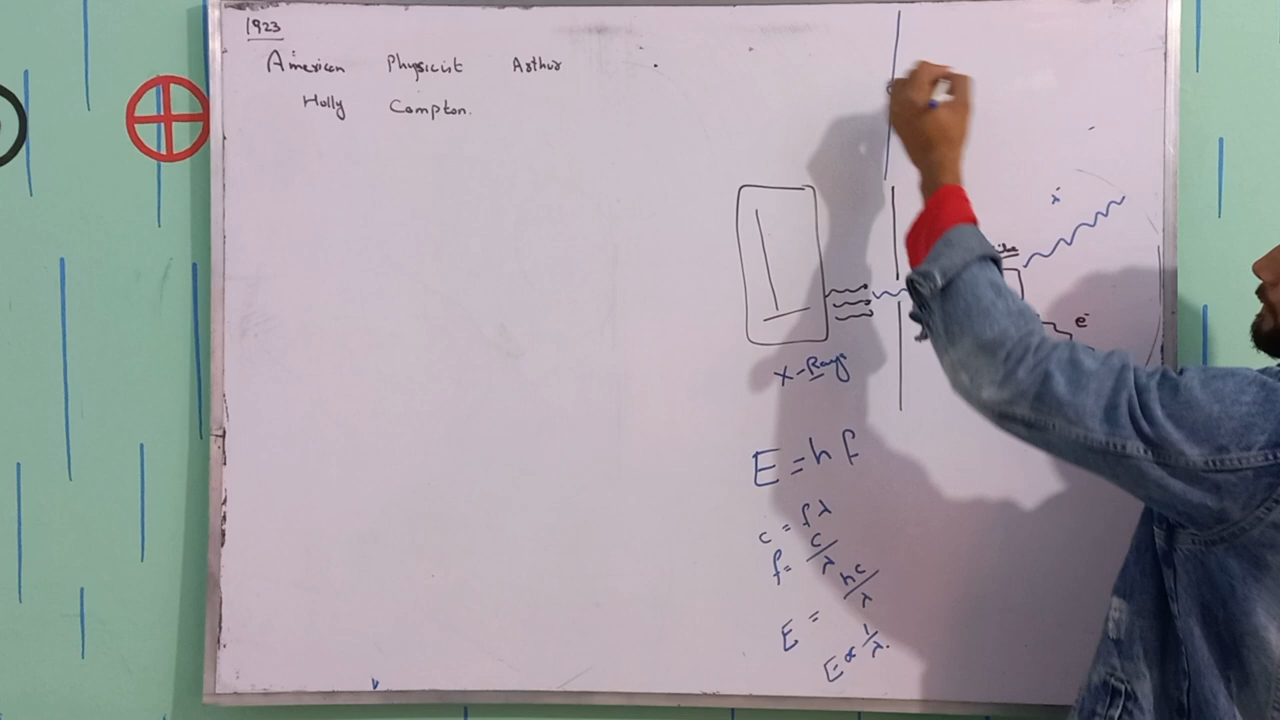 1923
American Physicist Arthur
Holly Compton.
e⁻
X-Rays
E = hf
c = fλ
f = c/λ
E = hc/λ
E ∝ 1/λ.